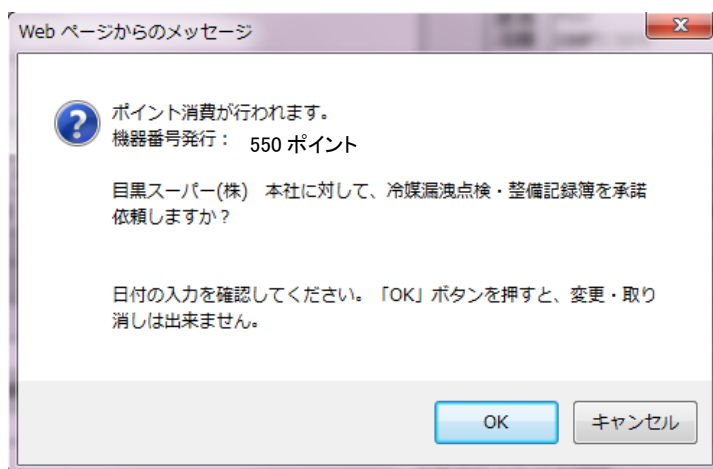 Web ページからのメッセージ
ポイント消費が行われます。
機器番号発行： 550 ポイント
目黒スーパー(株)　本社に対して、冷媒漏洩点検・整備記録簿を承諾
依頼しますか？
日付の入力を確認してください。「OK」ボタンを押すと、変更・取り
消しは出来ません。
OK
キャンセル